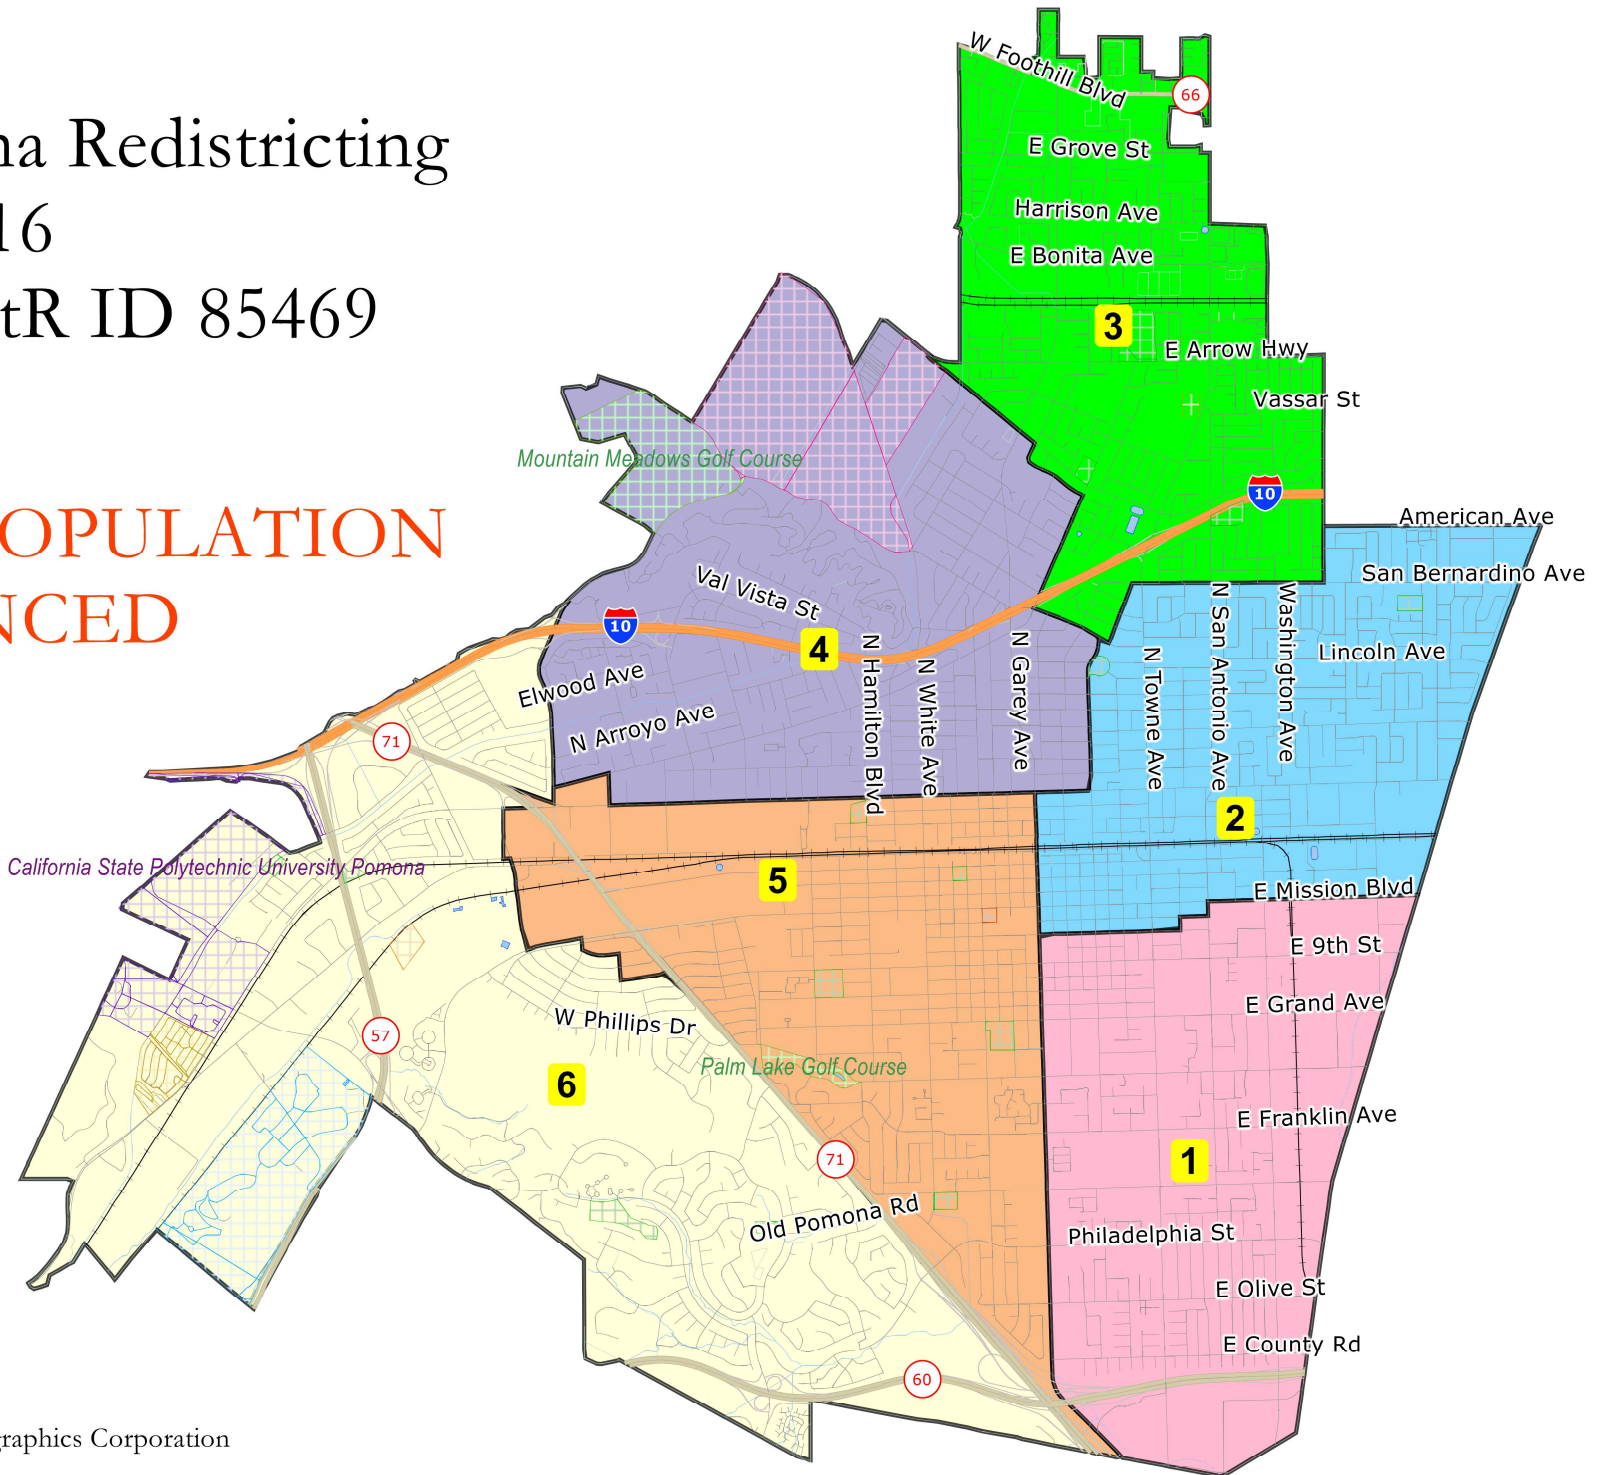 na Redistricting
16
tR ID 85469
OPULATION
NCED
W Foothill Blvd
66
E Grove St
Harrison Ave
E Bonita Ave
3
E Arrow Hwy
Vassar St
Mountain Meadows Golf Course
10
American Ave
San Bernardino Ave
Val Vista St
10
4
N Hamilton Blvd
N White Ave
N Garey Ave
N Towne Ave
N San Antonio Ave
Washington Ave
Lincoln Ave
Elwood Ave
N Arroyo Ave
71
2
California State Polytechnic University Pomona
5
E Mission Blvd
E 9th St
E Grand Ave
W Phillips Dr
57
Palm Lake Golf Course
6
E Franklin Ave
71
1
Old Pomona Rd
Philadelphia St
E Olive St
E County Rd
60
graphics Corporation